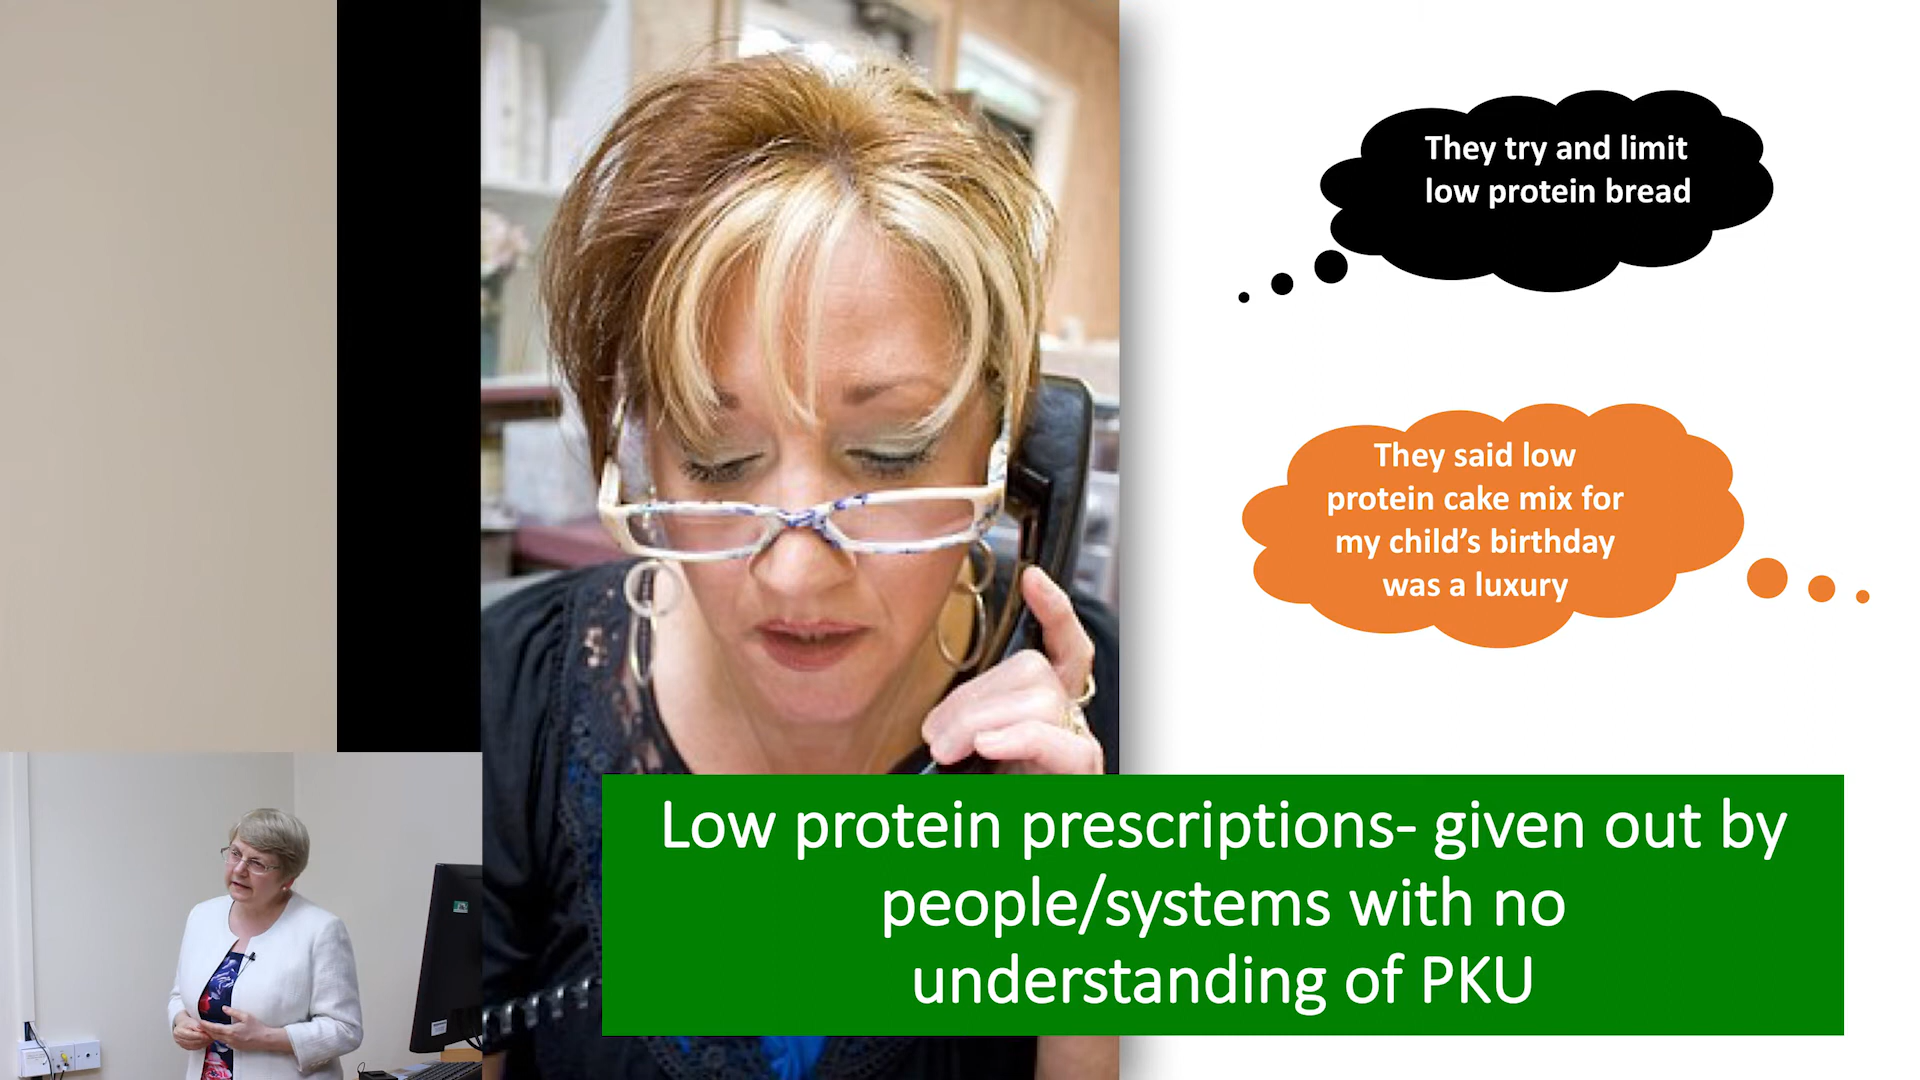 They try and limit
low protein bread
They said low
protein cake mix for
my child’s birthday
was a luxury
Low protein prescriptions- given out by
people/systems with no
understanding of PKU